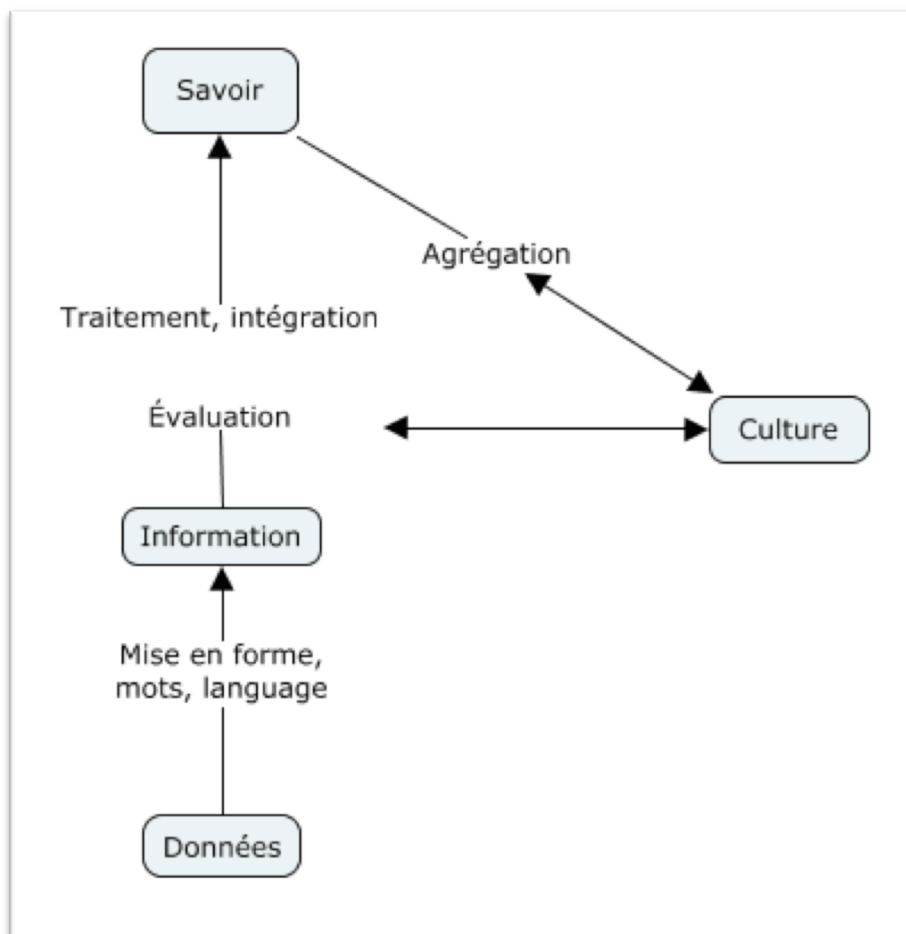 Savoir
Agrégation
Traitement, intégration
Évaluation
Culture
Information
Mise en forme,
mots, language
Données